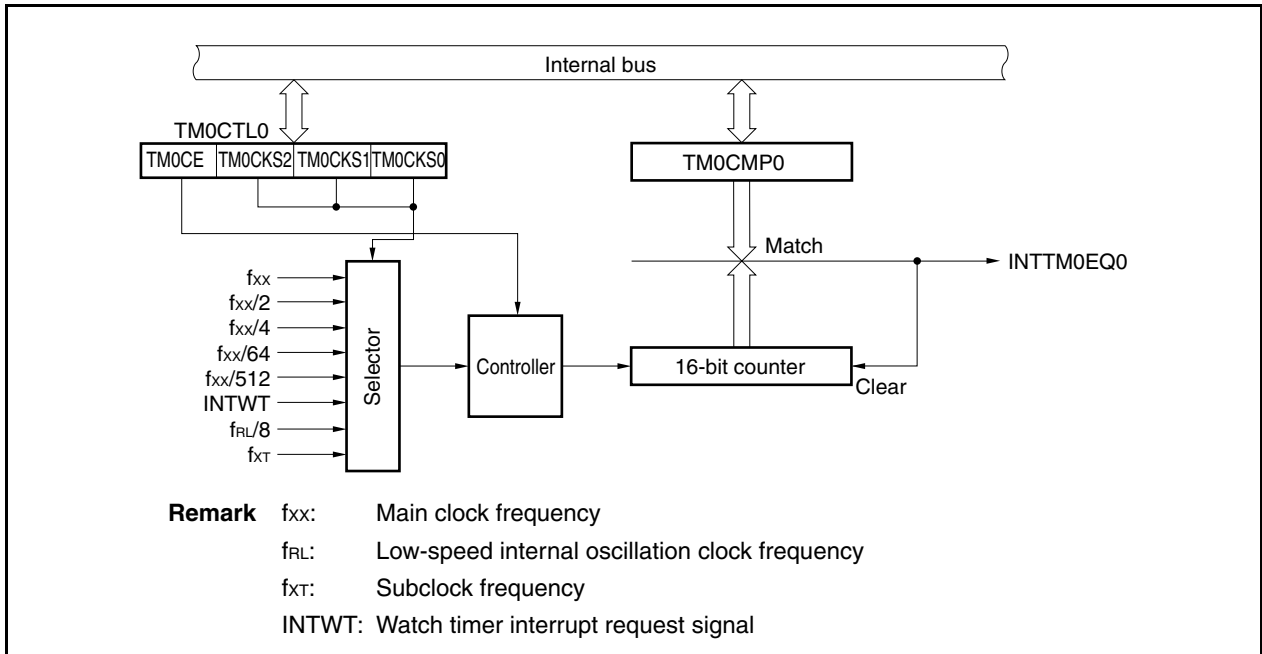 Internal bus
TM0CTL0
TM0CE TM0CKS2 TM0CKS1 TM0CKS0
TM0CMP0
Match
INTTM0EQ0
fXX
fXX/2
fXX/4
fXX/64
fXX/512
INTWT
fRL/8
fXT
Selector
Controller
16-bit counter
Clear
Remark fXX: Main clock frequency
fRL: Low-speed internal oscillation clock frequency
fXT: Subclock frequency
INTWT: Watch timer interrupt request signal